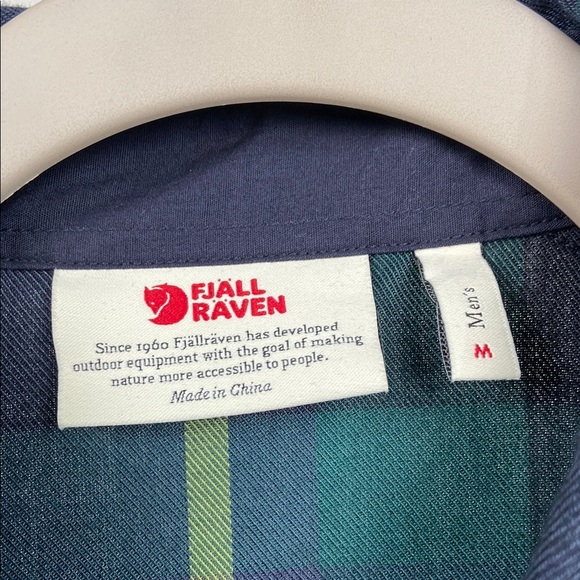 FJÄLL
RÄVEN
Since 1960 Fjällräven has developed
outdoor equipment with the goal of making
nature more accessible to people.
Made in China
Men's
M